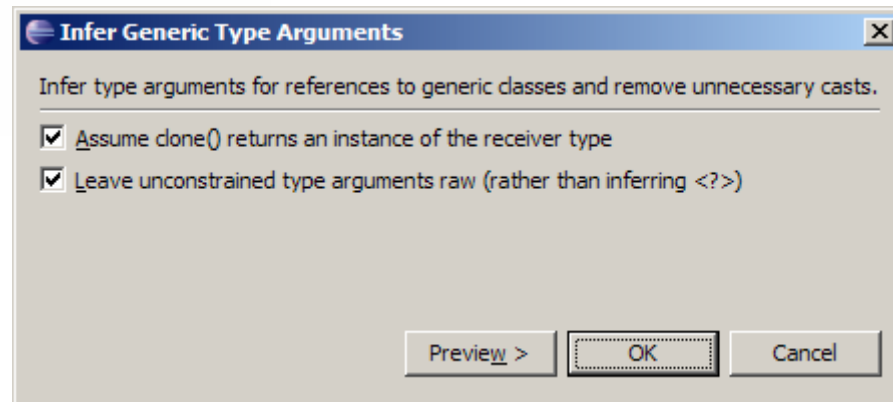 Infer Generic Type Arguments
Infer type arguments for references to generic classes and remove unnecessary casts.
Assume clone() returns an instance of the receiver type
Leave unconstrained type arguments raw (rather than inferring <?>)
Preview > OK Cancel